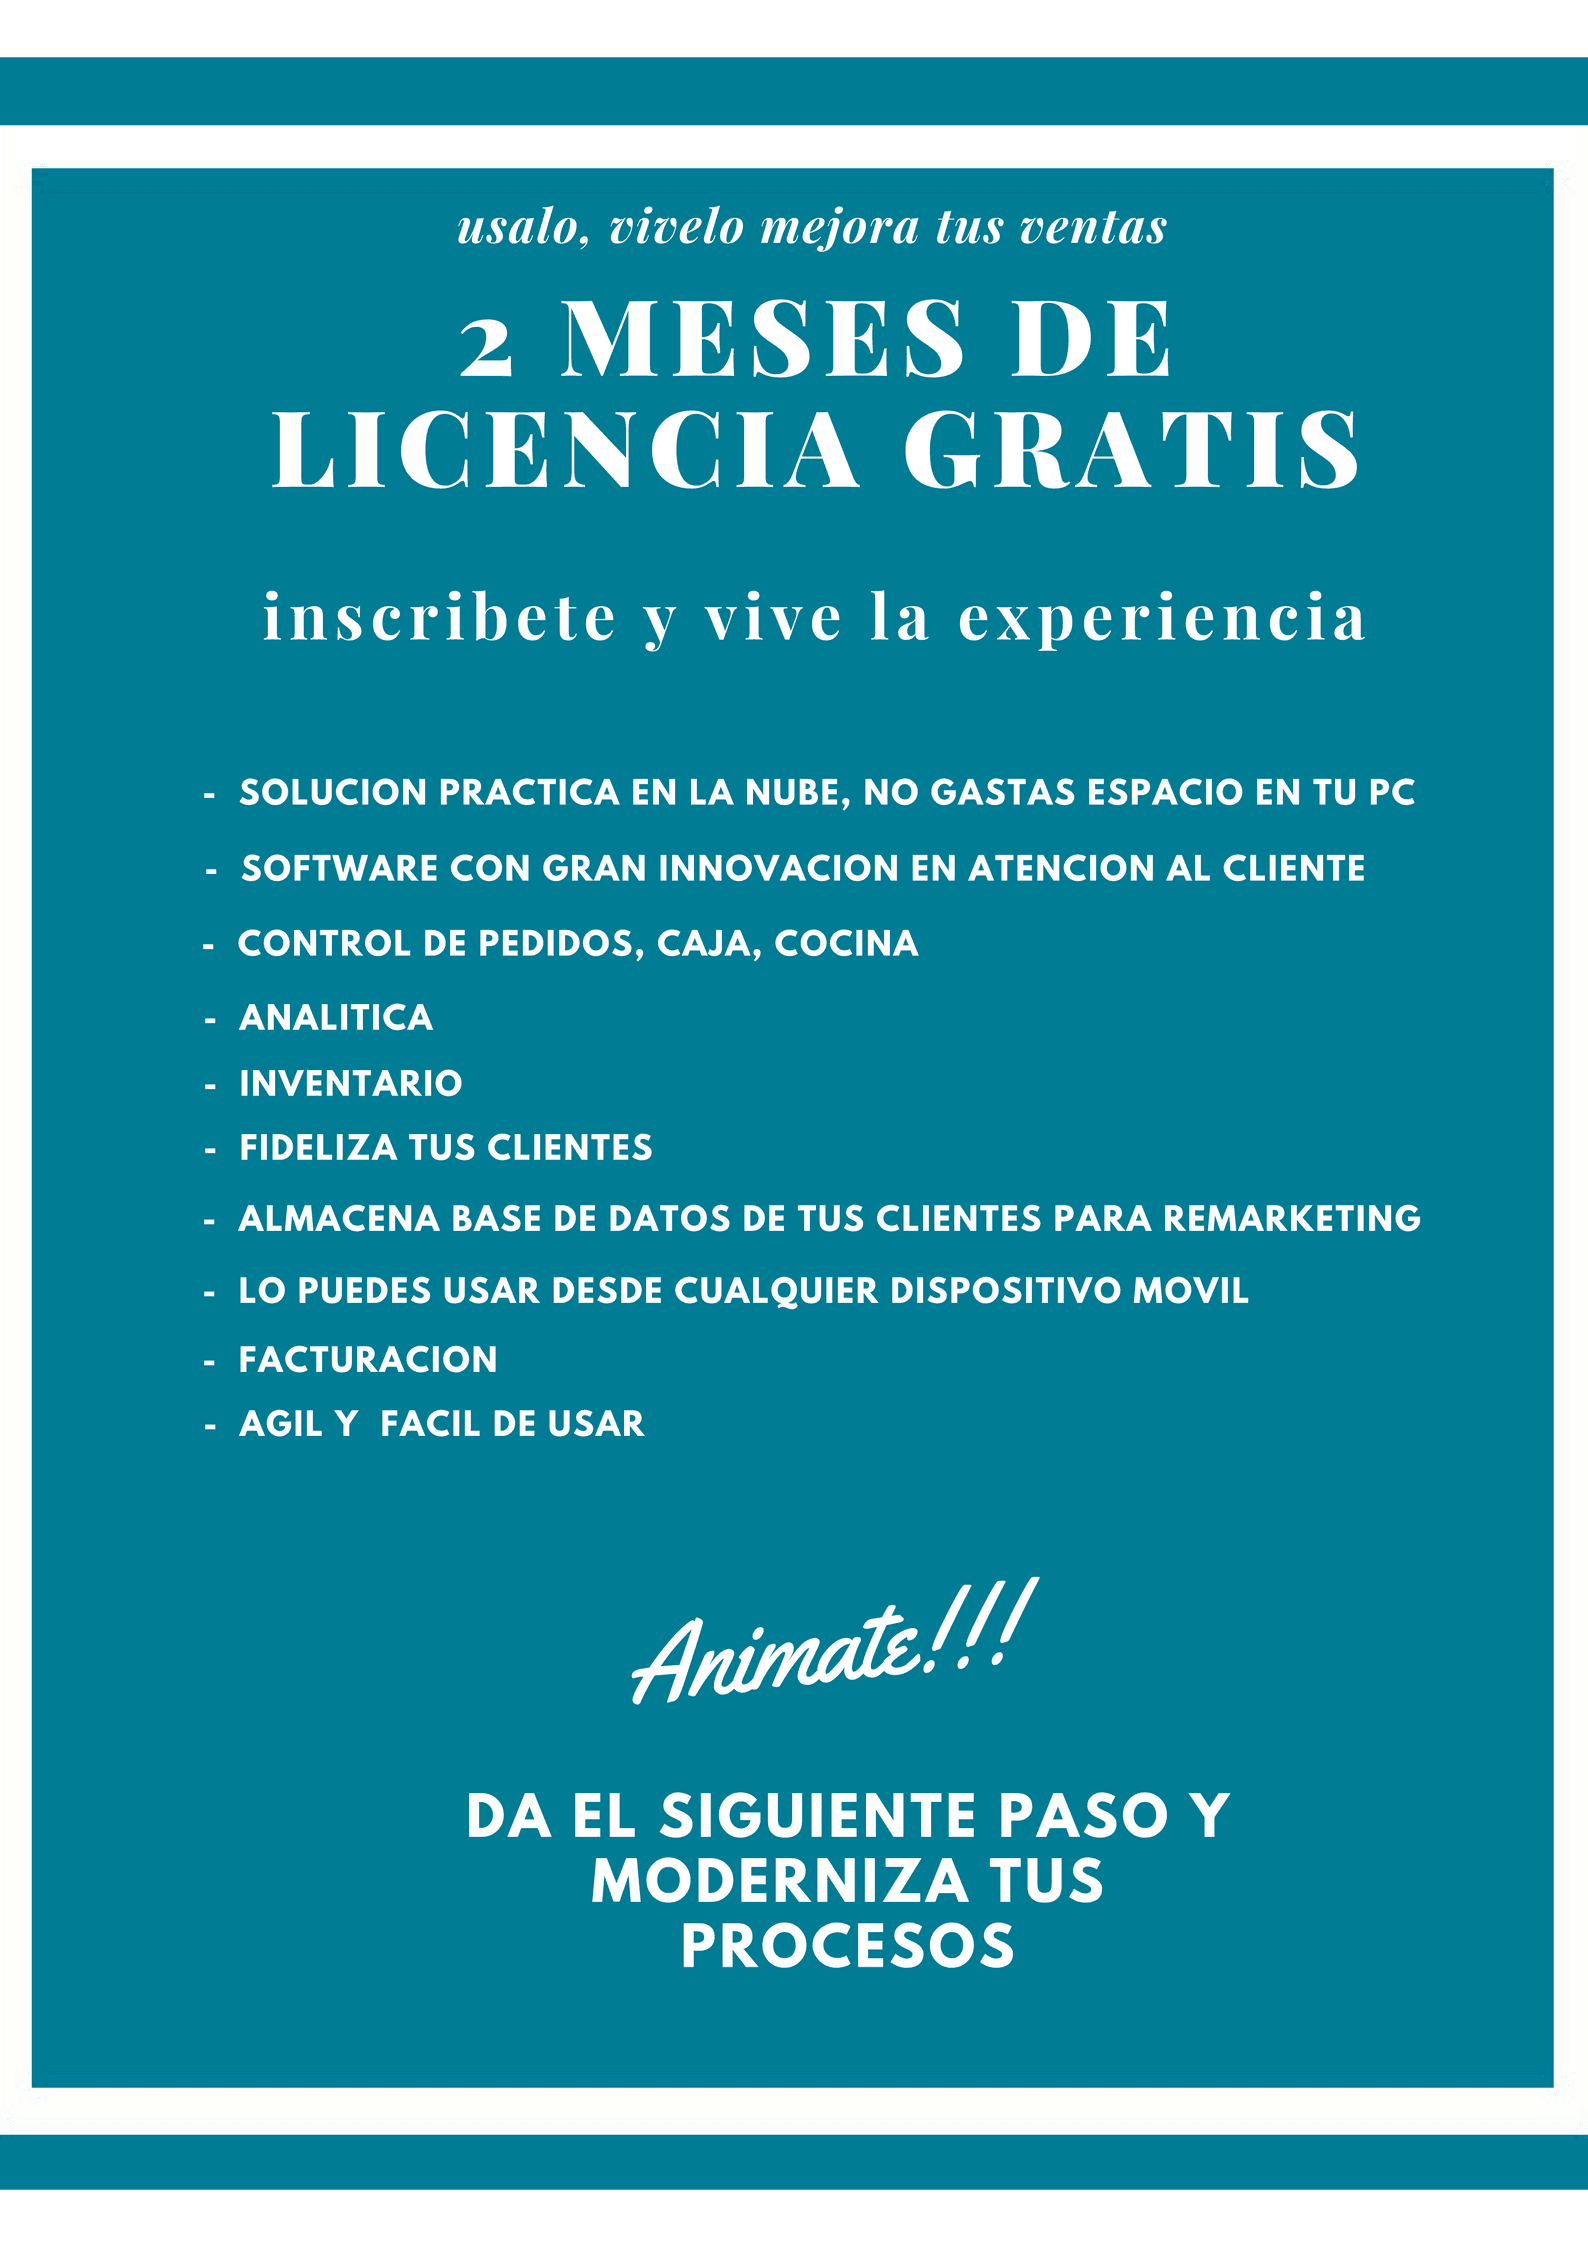 usalo, vivelo mejora tus ventas
2 MESES DE
LICENCIA GRATIS
inscribete y vive la experiencia
- SOLUCION PRACTICA EN LA NUBE, NO GASTAS ESPACIO EN TU PC
- SOFTWARE CON GRAN INNOVACION EN ATENCION AL CLIENTE
- CONTROL DE PEDIDOS, CAJA, COCINA
- ANALITICA
- INVENTARIO
- FIDELIZA TUS CLIENTES
- ALMACENA BASE DE DATOS DE TUS CLIENTES PARA REMARKETING
- LO PUEDES USAR DESDE CUALQUIER DISPOSITIVO MOVIL
- FACTURACION
- AGIL Y FACIL DE USAR
Animate!!!
DA EL SIGUIENTE PASO Y
MODERNIZA TUS
PROCESOS